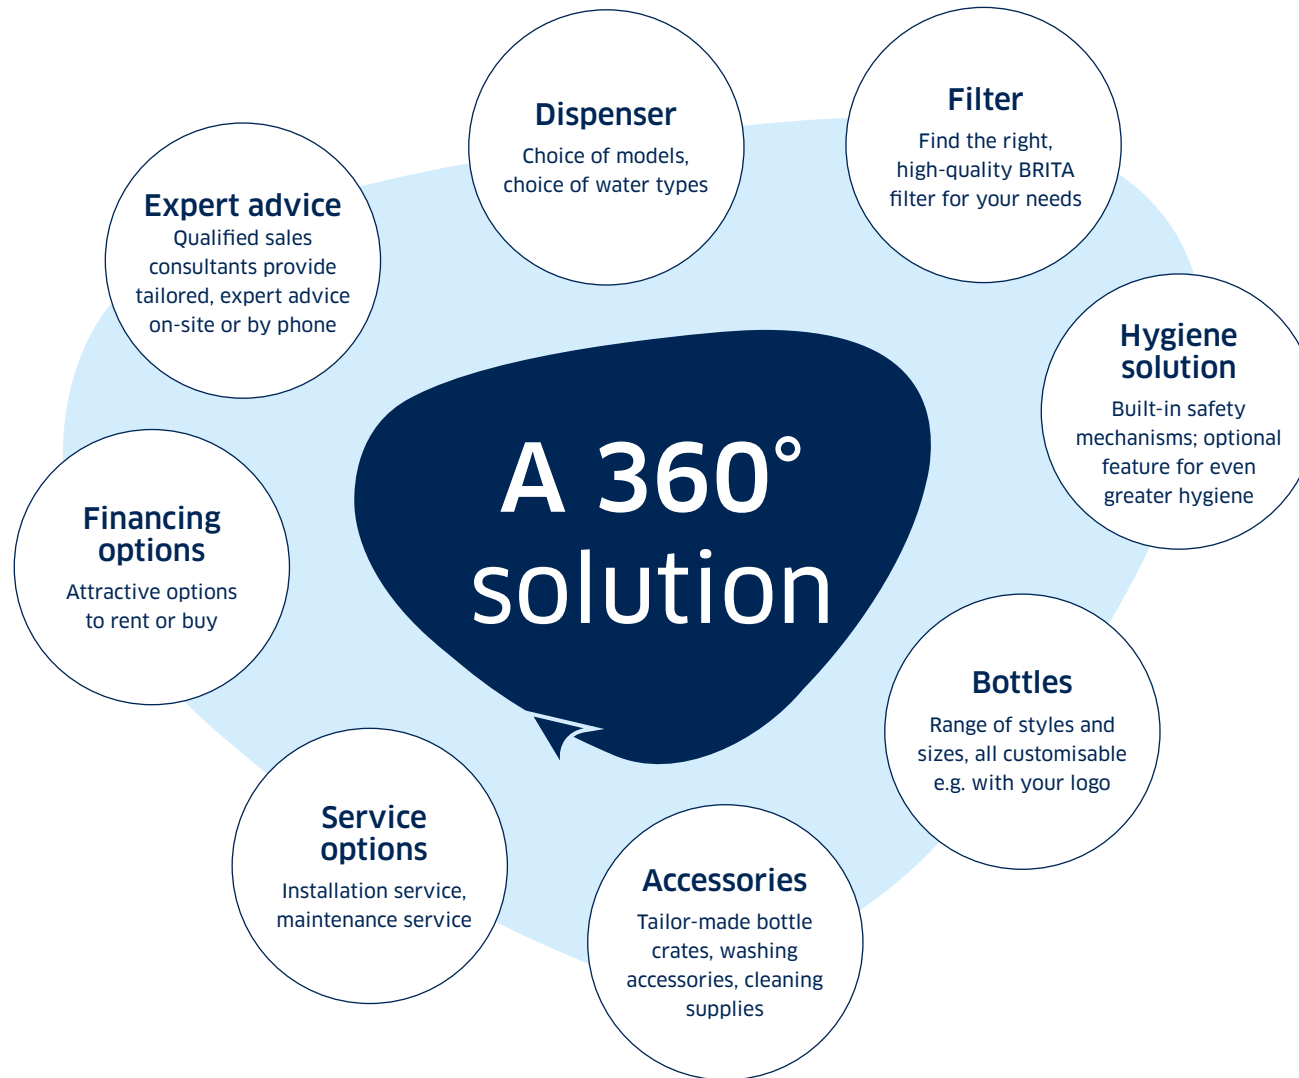 Dispenser
Choice of models,
choice of water types
Filter
Find the right,
high-quality BRITA
filter for your needs
Expert advice
Qualified sales
consultants provide
tailored, expert advice
on-site or by phone
Hygiene
solution
Built-in safety
mechanisms; optional
feature for even
greater hygiene
A 360°
solution
Financing
options
Attractive options
to rent or buy
Bottles
Range of styles and
sizes, all customisable
e.g. with your logo
Service
options
Installation service,
maintenance service
Accessories
Tailor-made bottle
crates, washing
accessories, cleaning
supplies